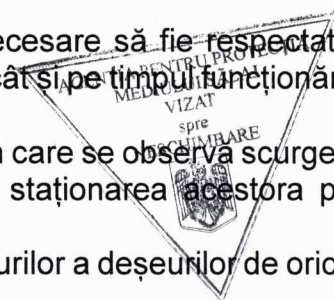 ecesare să fie respectat
cât și pe timpul funcționăr
n care se observă scurge
staționarea acestora p
urilor a deșeurilor de oric
AGENȚIA PENTRU PROTECȚIA
MEDIULUI
VIZAT
spre
NESCHIMBARE